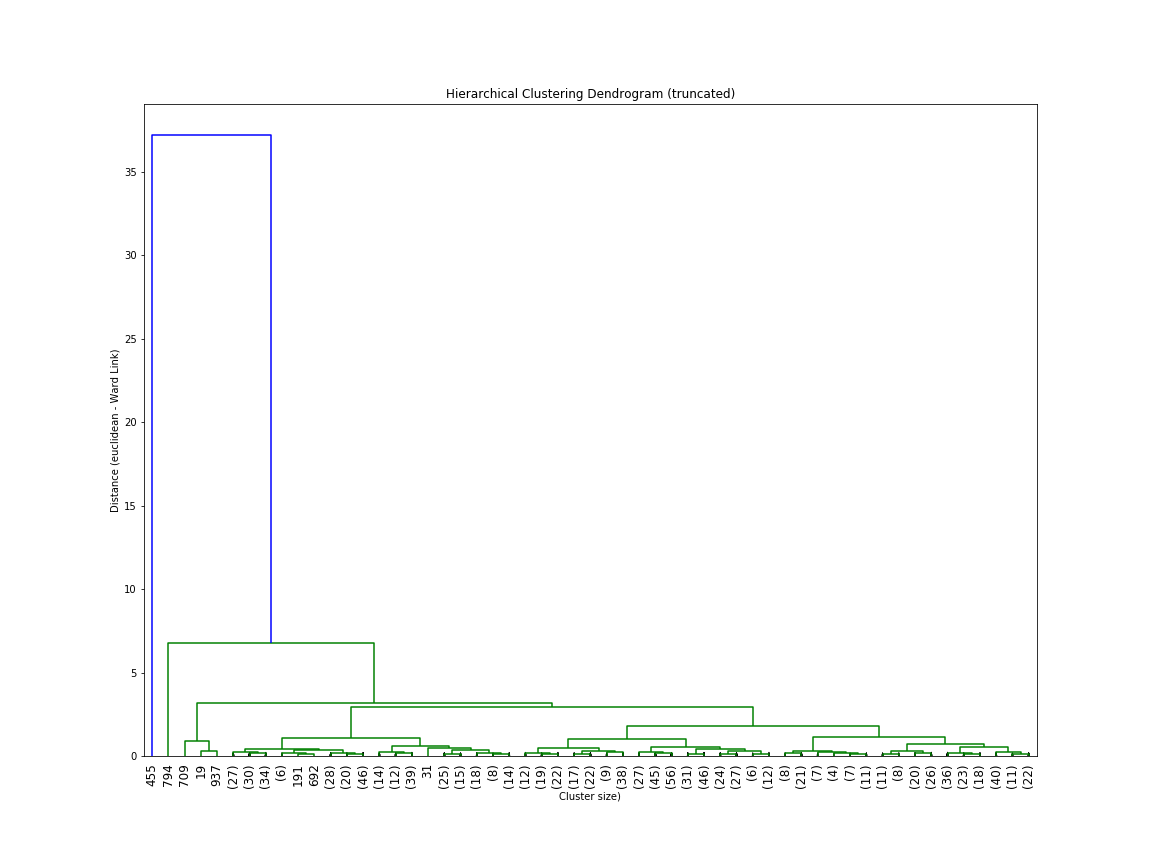 Hierarchical Clustering Dendrogram (truncated)
Distance (euclidean - Ward Link)
35
30
25
20
15
10
5
0
455 794 709 19 937 (27) (30) (34) (6) 191 692 (28) (20) (46) (14) (12) (39) 31 (25) (15) (18) (8) (14) (12) (19) (22) (17) (22) (9) (38) (27) (45) (56) (31) (46) (24) (27) (6) (12) (8) (21) (7) (4) (7) (11) (11) (8) (20) (26) (36) (23) (18) (40) (11) (22)
Cluster size)